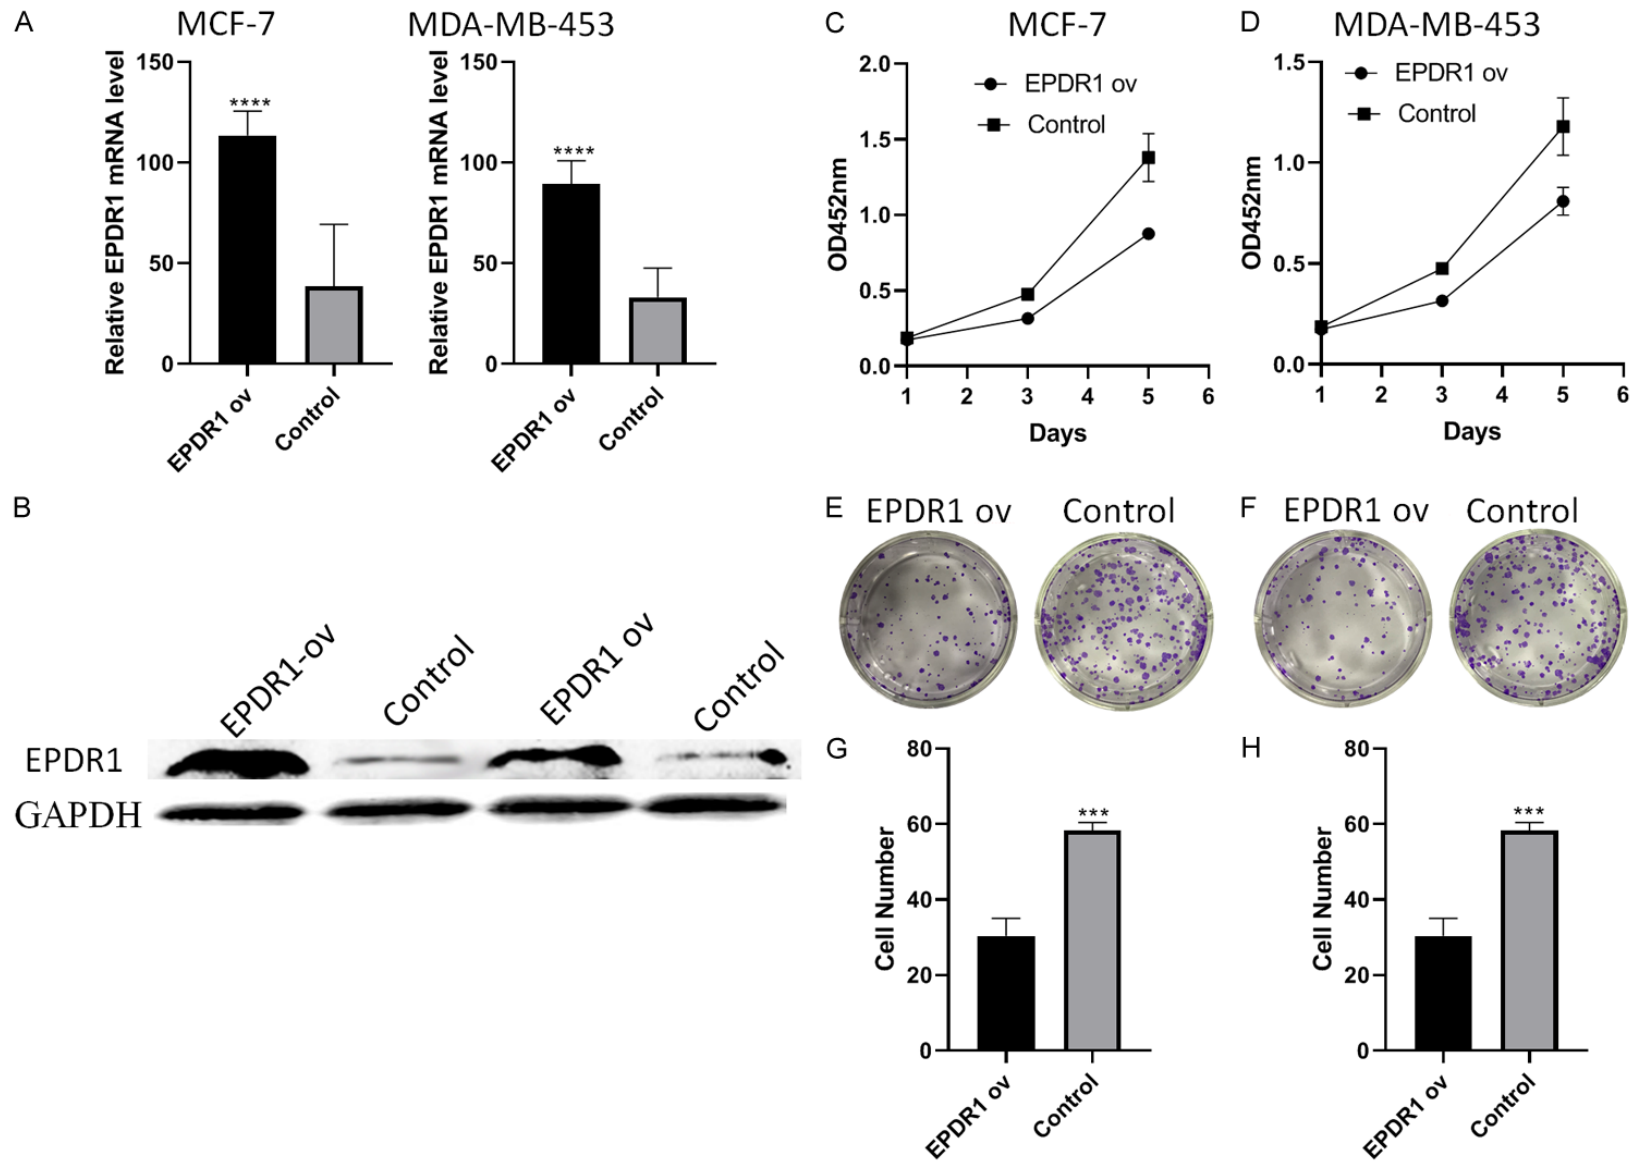 A
MCF-7
MDA-MB-453
Relative EPDR1 mRNA level
150
100
50
0
****
EPDR1 ov
Control
Relative EPDR1 mRNA level
150
100
50
0
****
EPDR1 ov
Control
B
EPDR1-ov
Control
EPDR1 ov
Control
EPDR1
GAPDH
C
MCF-7
EPDR1 ov
Control
OD452nm
2.0
1.5
1.0
0.5
0.0
1 2 3 4 5 6
Days
D
MDA-MB-453
EPDR1 ov
Control
OD452nm
1.5
1.0
0.5
0.0
1 2 3 4 5 6
Days
E
EPDR1 ov
Control
F
EPDR1 ov
Control
G
Cell Number
80
60
40
20
0
***
EPDR1 ov
Control
H
Cell Number
80
60
40
20
0
***
EPDR1 ov
Control